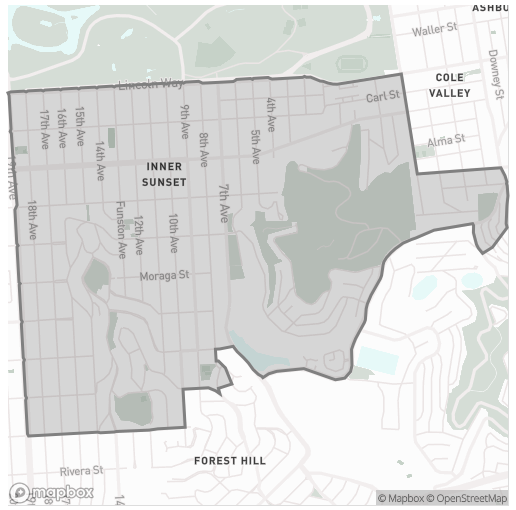 ASHBU
Waller St
Downey St
COLE
VALLEY
Lincoln Way
Carl St
Alma St
17th Ave
16th Ave
15th Ave
14th Ave
9th Ave
8th Ave
5th Ave
4th Ave
INNER
SUNSET
18th Ave
Funston Ave
12th Ave
10th Ave
7th Ave
Moraga St
FOREST HILL
Rivera St
mapbox
© Mapbox © OpenStreetMap